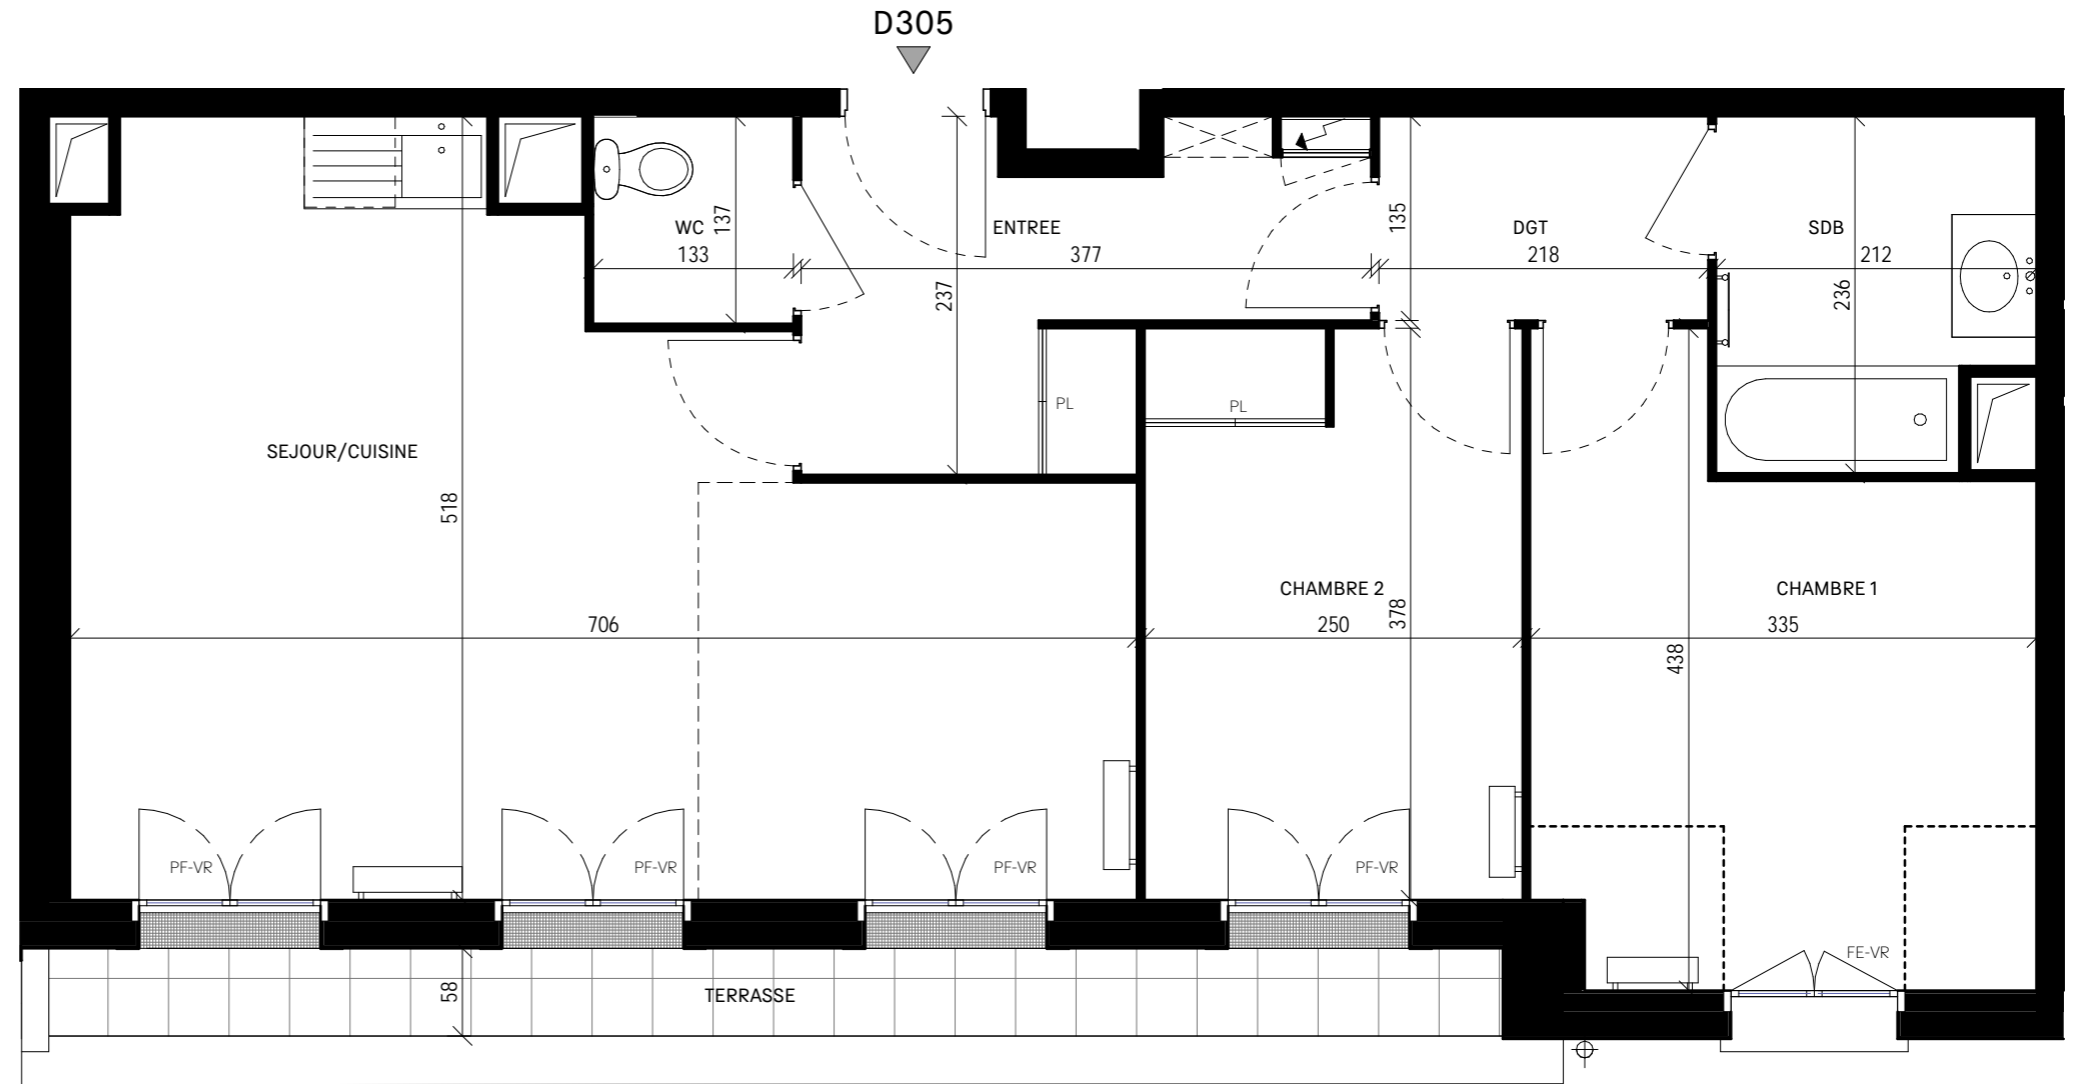 D305
WC
137
133
ENTREE
377
237
135
DGT
218
SDB
212
236
PL
PL
SEJOUR/CUISINE
518
CHAMBRE 2
378
CHAMBRE 1
706
250
335
438
PF-VR
PF-VR
PF-VR
PF-VR
FE-VR
58
TERRASSE